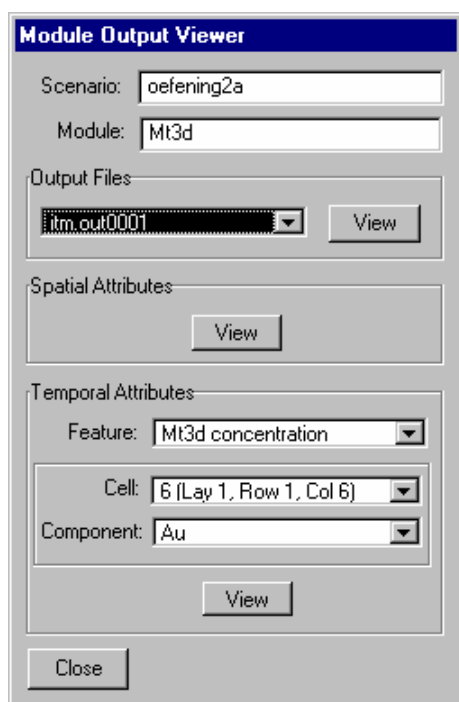 Module Output Viewer
Scenario: oefening2a
Module: Mt3d
Output Files
itm.out0001 View
Spatial Attributes
View
Temporal Attributes
Feature: Mt3d concentration
Cell: 6 (Lay 1, Row 1, Col 6)
Component: Au
View
Close